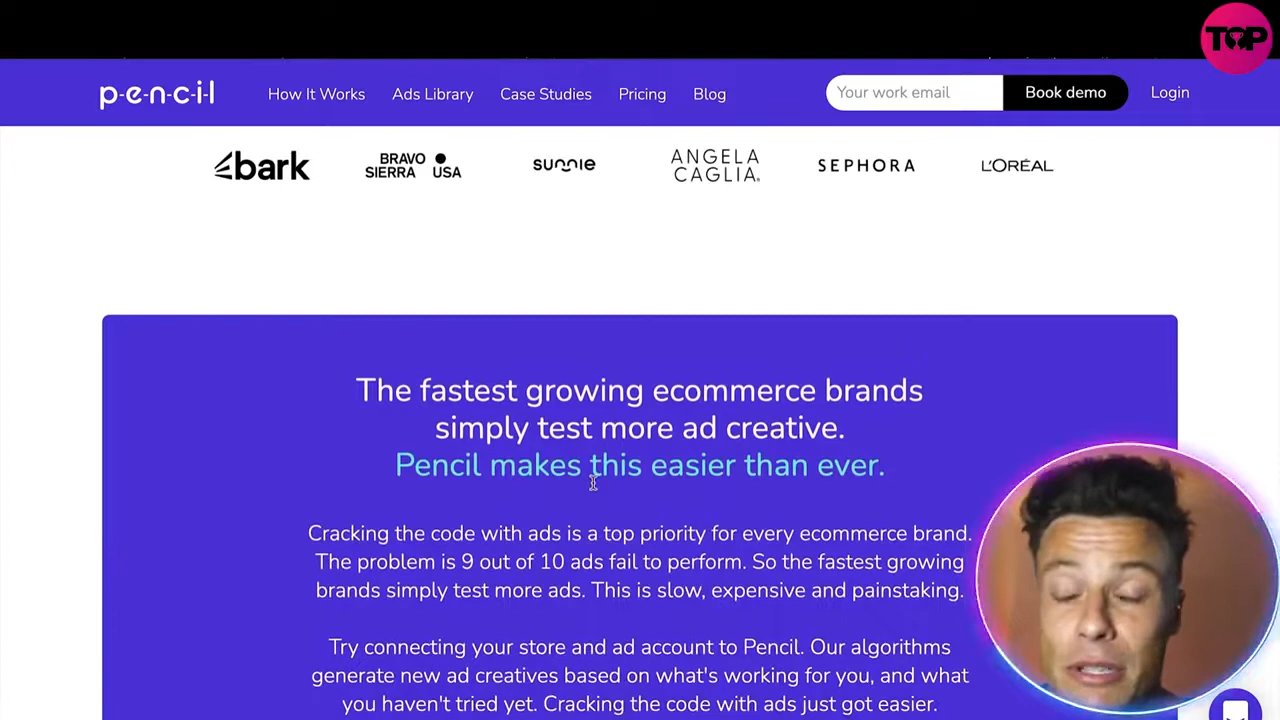 TOP
p-e-n-c-i-l How It Works Ads Library Case Studies Pricing Blog Your work email Book demo Login
bark BRAVO SIERRA USA sunnie ANGELA CAGLIA SEPHORA L'ORÉAL
The fastest growing ecommerce brands
simply test more ad creative.
Pencil makes this easier than ever.
Cracking the code with ads is a top priority for every ecommerce brand.
The problem is 9 out of 10 ads fail to perform. So the fastest growing
brands simply test more ads. This is slow, expensive and painstaking.
Try connecting your store and ad account to Pencil. Our algorithms
generate new ad creatives based on what's working for you, and what
you haven't tried yet. Cracking the code with ads just got easier.